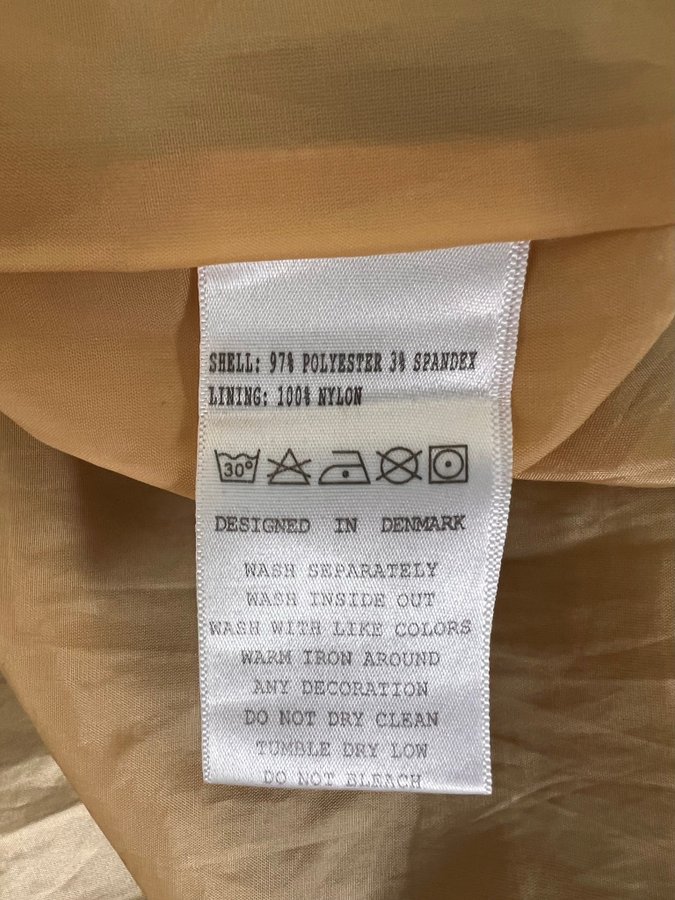 SHELL: 97% POLYESTER 3% SPANDEX
LINING: 100% NYLON
30°
DESIGNED IN DENMARK
WASH SEPARATELY
WASH INSIDE OUT
WASH WITH LIKE COLORS
WARM IRON AROUND
ANY DECORATION
DO NOT DRY CLEAN
TUMBLE DRY LOW
DO NOT BLEACH